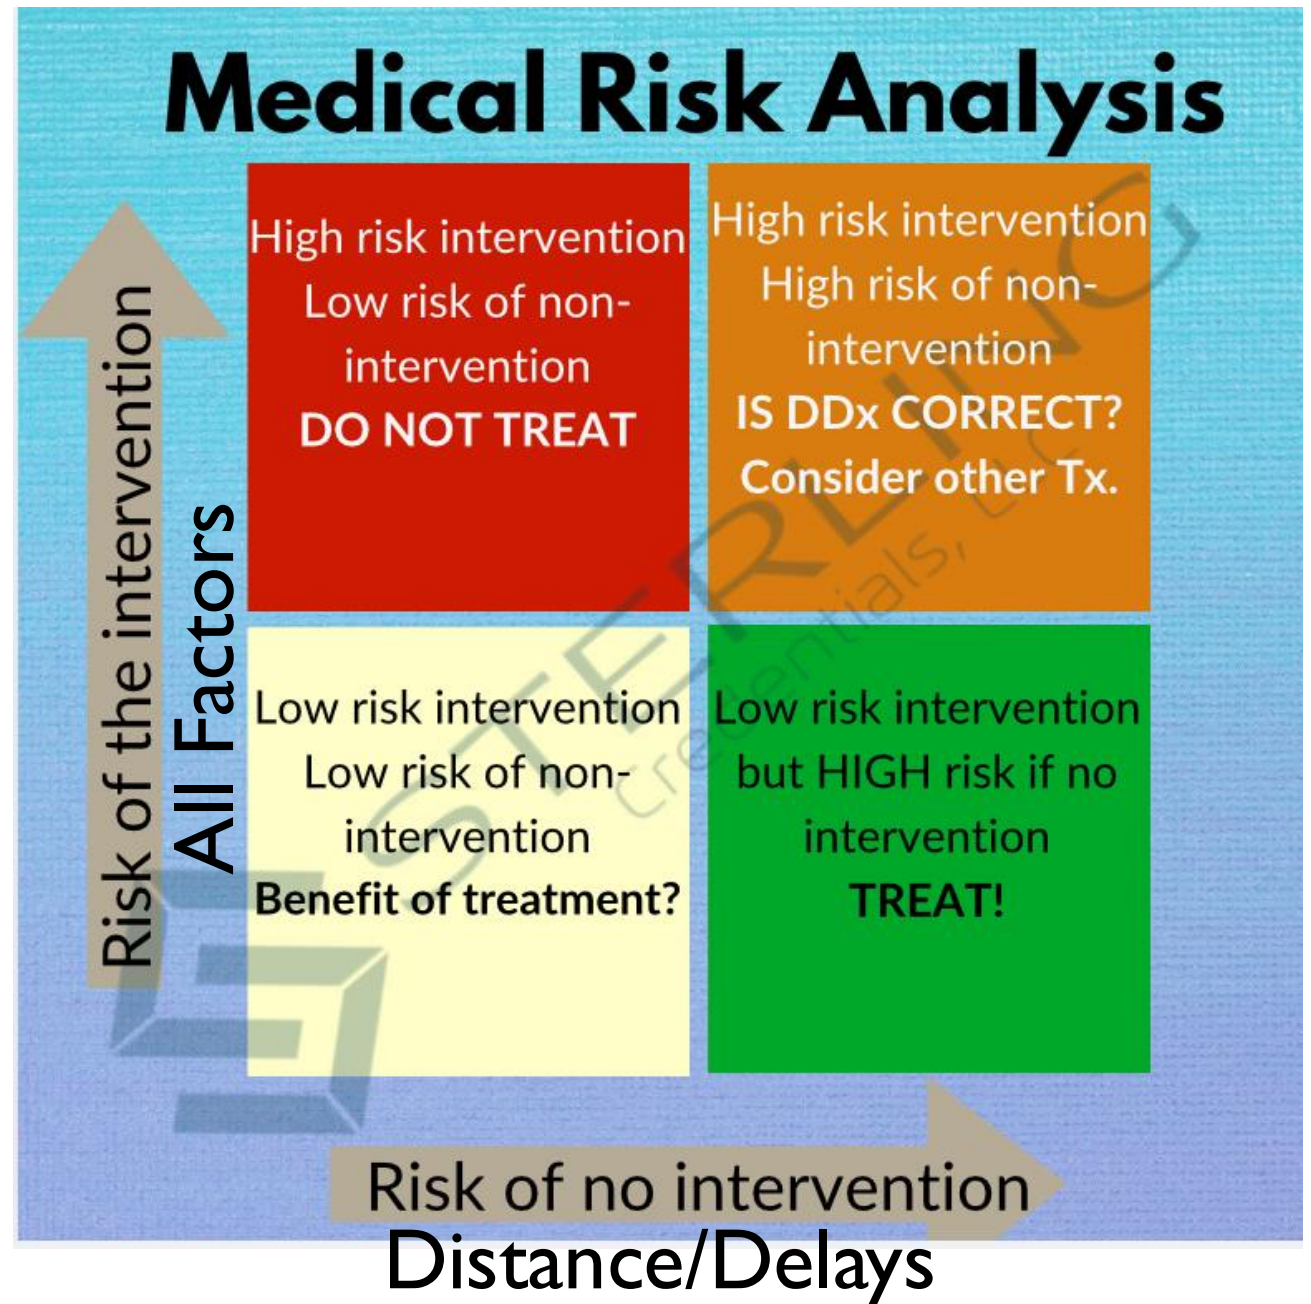 Medical Risk Analysis
Risk of the intervention
All Factors
High risk intervention
Low risk of non-
intervention
DO NOT TREAT
High risk intervention
High risk of non-
intervention
IS DDx CORRECT?
Consider other Tx.
Low risk intervention
Low risk of non-
intervention
Benefit of treatment?
Low risk intervention
but HIGH risk if no
intervention
TREAT!
Risk of no intervention
Distance/Delays
STERLING
Credentials, LLC